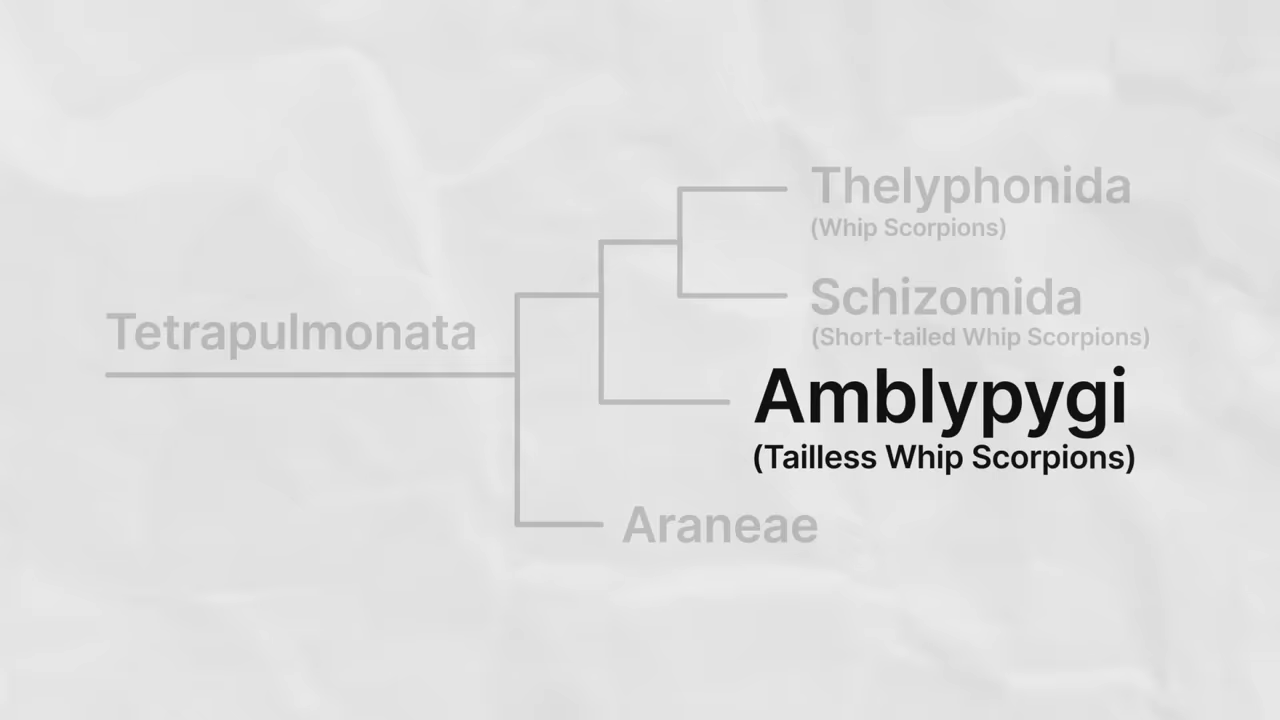 Thelyphonida
(Whip Scorpions)
Schizomida
(Short-tailed Whip Scorpions)
Tetrapulmonata
Amblypygi
(Tailless Whip Scorpions)
Araneae